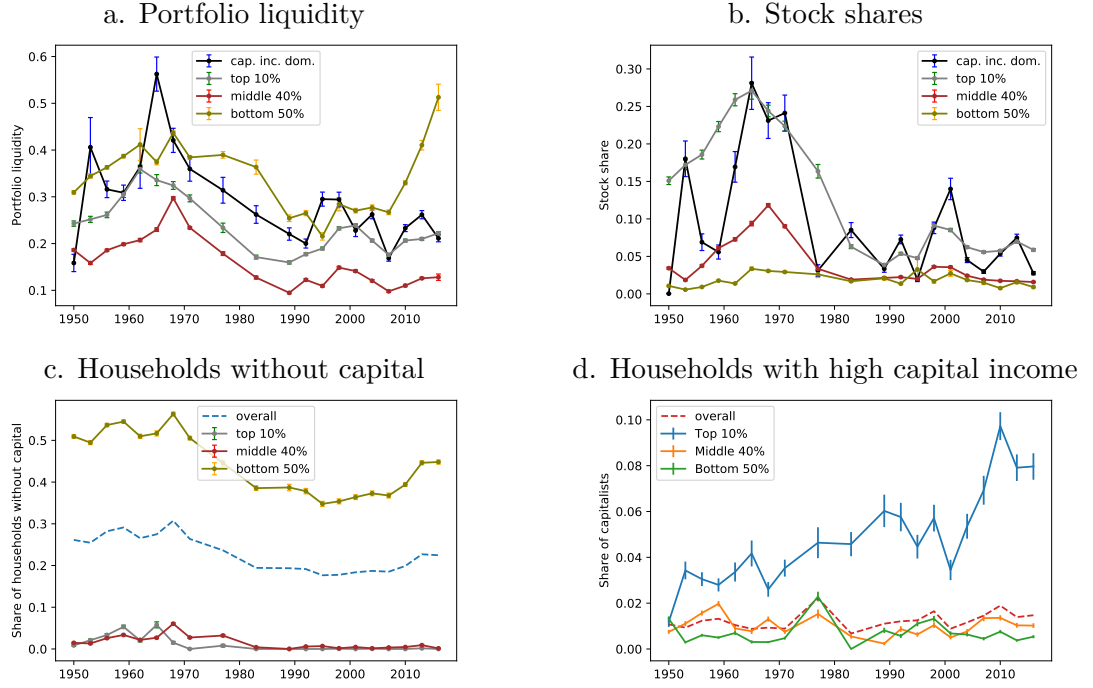 a. Portfolio liquidity
Portfolio liquidity
0.6
0.5
0.4
0.3
0.2
0.1
cap. inc. dom.
top 10%
middle 40%
bottom 50%
1950 1960 1970 1980 1990 2000 2010
b. Stock shares
Stock share
0.30
0.25
0.20
0.15
0.10
0.05
0.00
cap. inc. dom.
top 10%
middle 40%
bottom 50%
1950 1960 1970 1980 1990 2000 2010
c. Households without capital
Share of households without capital
0.5
0.4
0.3
0.2
0.1
0.0
overall
top 10%
middle 40%
bottom 50%
1950 1960 1970 1980 1990 2000 2010
d. Households with high capital income
Share of capitalists
0.10
0.08
0.06
0.04
0.02
0.00
overall
Top 10%
Middle 40%
Bottom 50%
1950 1960 1970 1980 1990 2000 2010